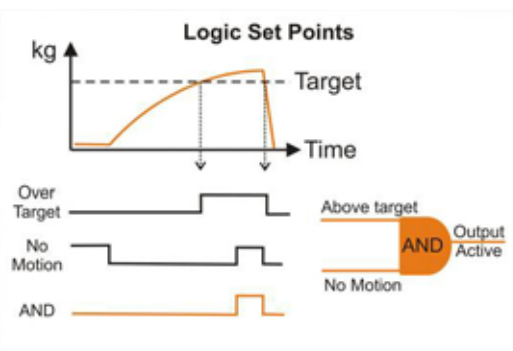 Logic Set Points
kg
Target
Time
Over
Target
No
Motion
AND
Above target
AND
Output
Active
No Motion